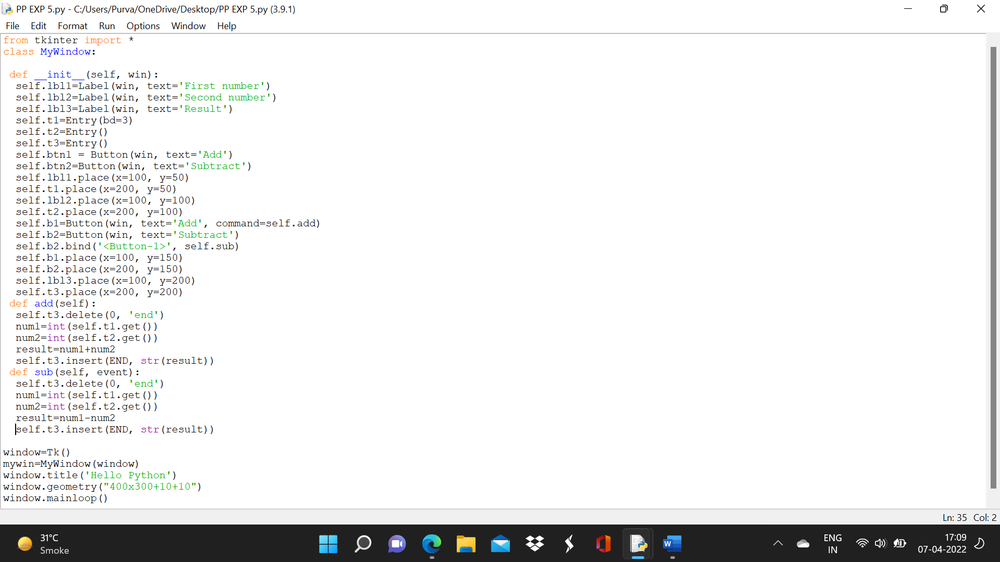 PP EXP 5.py - C:/Users/Purva/OneDrive/Desktop/PP EXP 5.py (3.9.1)
File Edit Format Run Options Window Help
from tkinter import *
class MyWindow:

 def __init__(self, win):
  self.lbl1=Label(win, text='First number')
  self.lbl2=Label(win, text='Second number')
  self.lbl3=Label(win, text='Result')
  self.t1=Entry(bd=3)
  self.t2=Entry()
  self.t3=Entry()
  self.btn1 = Button(win, text='Add')
  self.btn2=Button(win, text='Subtract')
  self.lbl1.place(x=100, y=50)
  self.t1.place(x=200, y=50)
  self.lbl2.place(x=100, y=100)
  self.t2.place(x=200, y=100)
  self.b1=Button(win, text='Add', command=self.add)
  self.b2=Button(win, text='Subtract')
  self.b2.bind('<Button-1>', self.sub)
  self.b1.place(x=100, y=150)
  self.b2.place(x=200, y=150)
  self.lbl3.place(x=100, y=200)
  self.t3.place(x=200, y=200)
 def add(self):
  self.t3.delete(0, 'end')
  num1=int(self.t1.get())
  num2=int(self.t2.get())
  result=num1+num2
  self.t3.insert(END, str(result))
 def sub(self, event):
  self.t3.delete(0, 'end')
  num1=int(self.t1.get())
  num2=int(self.t2.get())
  result=num1-num2
  self.t3.insert(END, str(result))

window=Tk()
mywin=MyWindow(window)
window.title('Hello Python')
window.geometry("400x300+10+10")
window.mainloop()
Ln: 35 Col: 2
31°C
Smoke
W
ENG
IN
17:09
07-04-2022